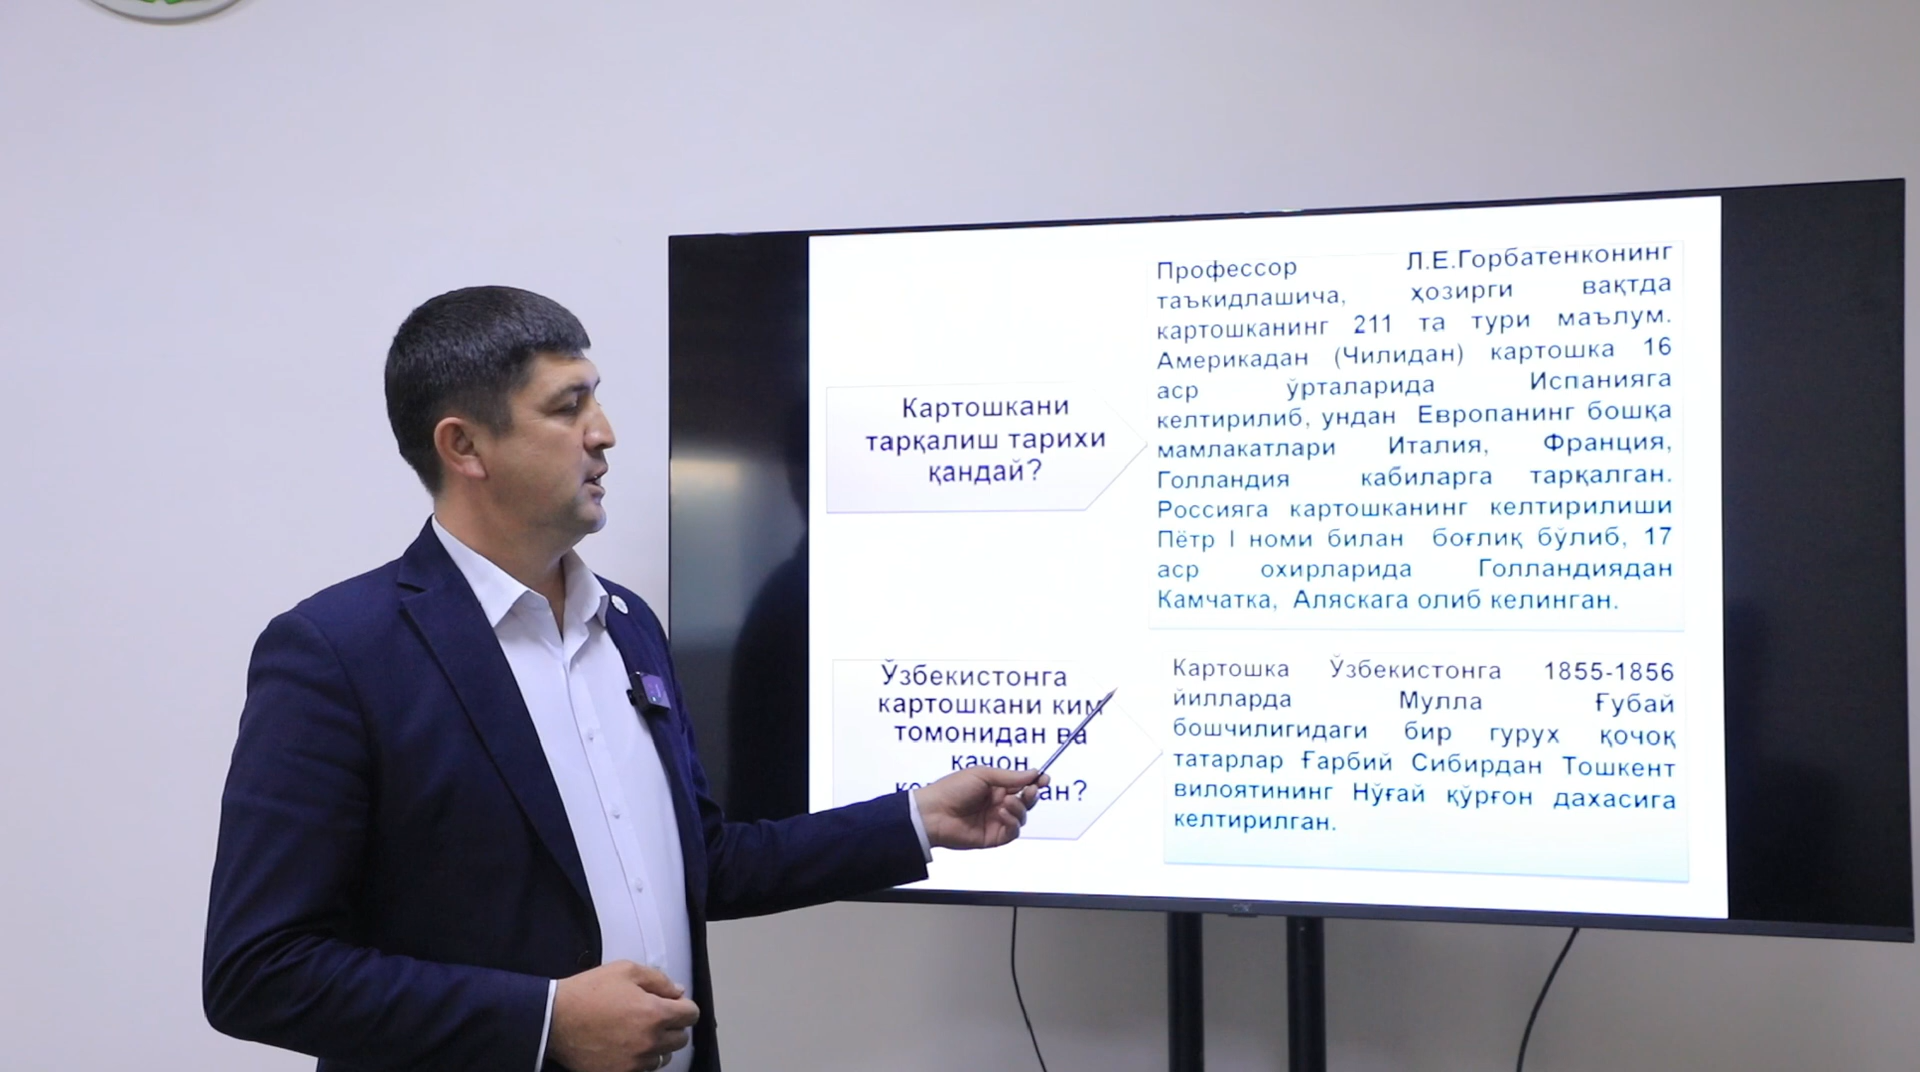 Картошкани
тарқалиш тарихи
қандай?
Профессор Л.Е.Горбатенконинг
таъкидлашича, ҳозирги вақтда
картошканинг 211 та тури маълум.
Америкадан (Чилидан) картошка 16
аср ўрталарида Испанияга
келтирилиб, ундан Европанинг бошқа
мамлакатлари Италия, Франция,
Голландия кабиларга тарқалган.
Россияга картошканинг келтирилиши
Пётр I номи билан боғлиқ бўлиб, 17
аср охирларида Голландиядан
Камчатка, Аляскага олиб келинган.
Ўзбекистонга
картошкани ким
томонидан ва
қачон
Картошка Ўзбекистонга 1855-1856
йилларда Мулла Ғубай
бошчилигидаги бир гурух қочоқ
татарлар Ғарбий Сибирдан Тошкент
вилоятининг Нўғай қўрғон дахасига
келтирилган.